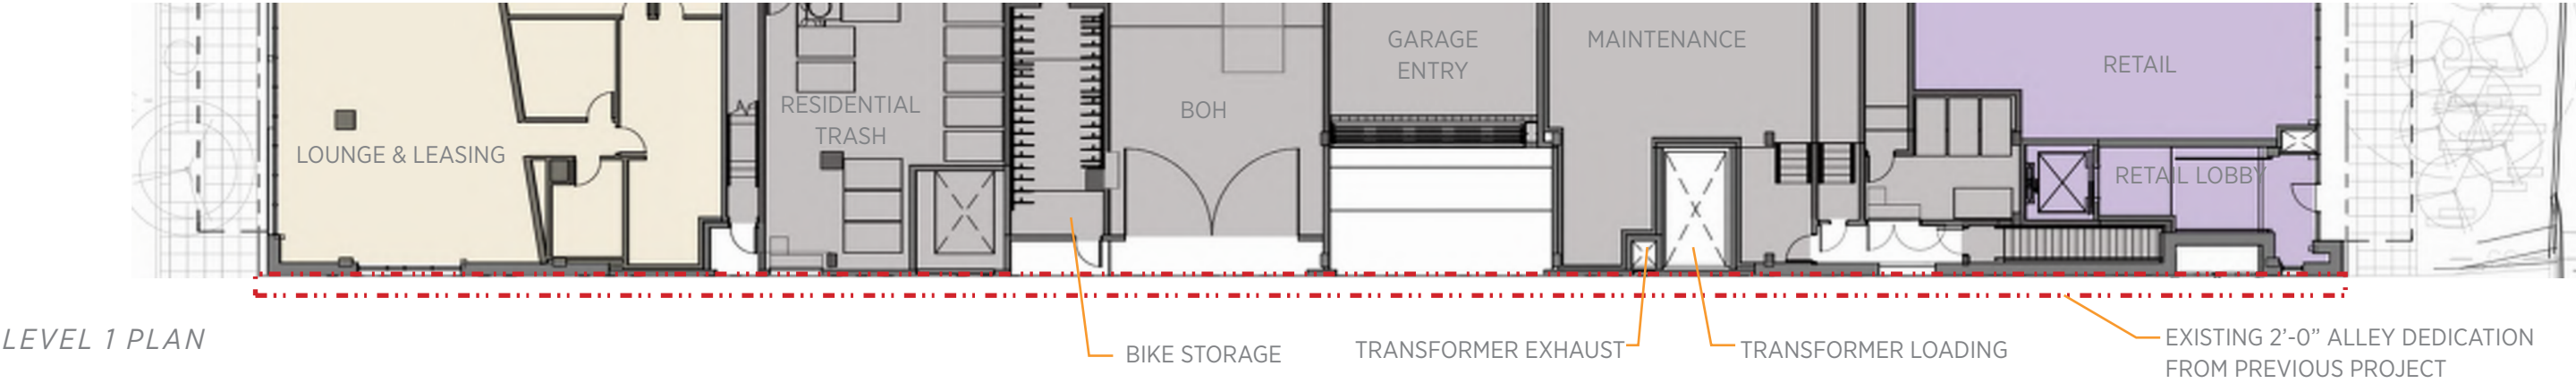 GARAGE
ENTRY
MAINTENANCE
RETAIL
RESIDENTIAL
TRASH
BOH
LOUNGE & LEASING
RETAIL LOBBY
LEVEL 1 PLAN
BIKE STORAGE
TRANSFORMER EXHAUST
TRANSFORMER LOADING
EXISTING 2'-0" ALLEY DEDICATION
FROM PREVIOUS PROJECT